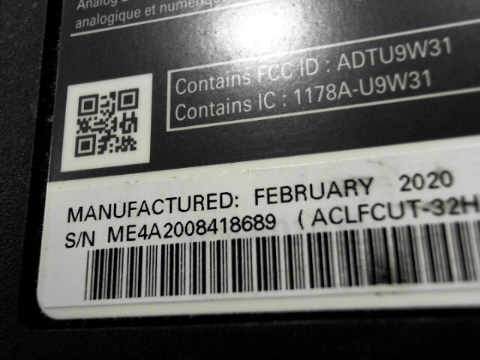 analogique et numérique
Contains FCC ID : ADTU9W31
Contains IC : 1178A-U9W31
MANUFACTURED: FEBRUARY 2020
S/N ME4A2008418689 (ACLFCUT-32H